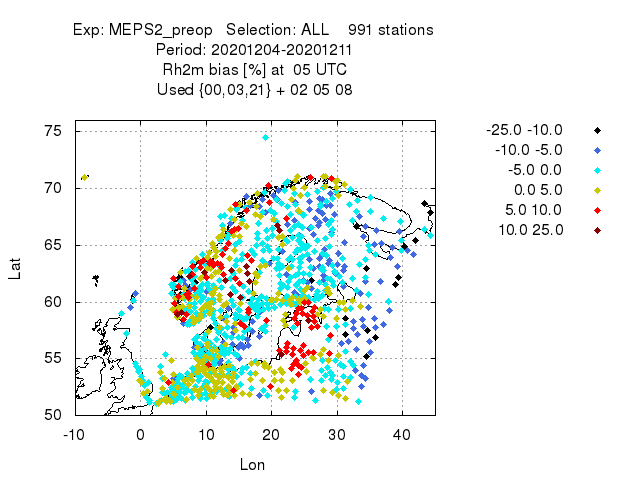 Exp: MEPS2_preop   Selection: ALL    991 stations
Period: 20201204-20201211
Rh2m bias [%] at  05 UTC
Used {00,03,21} + 02 05 08
-25.0 -10.0
-10.0 -5.0
-5.0 0.0
0.0 5.0
5.0 10.0
10.0 25.0
75
70
65
60
55
50
Lat
-10 0 10 20 30 40
Lon